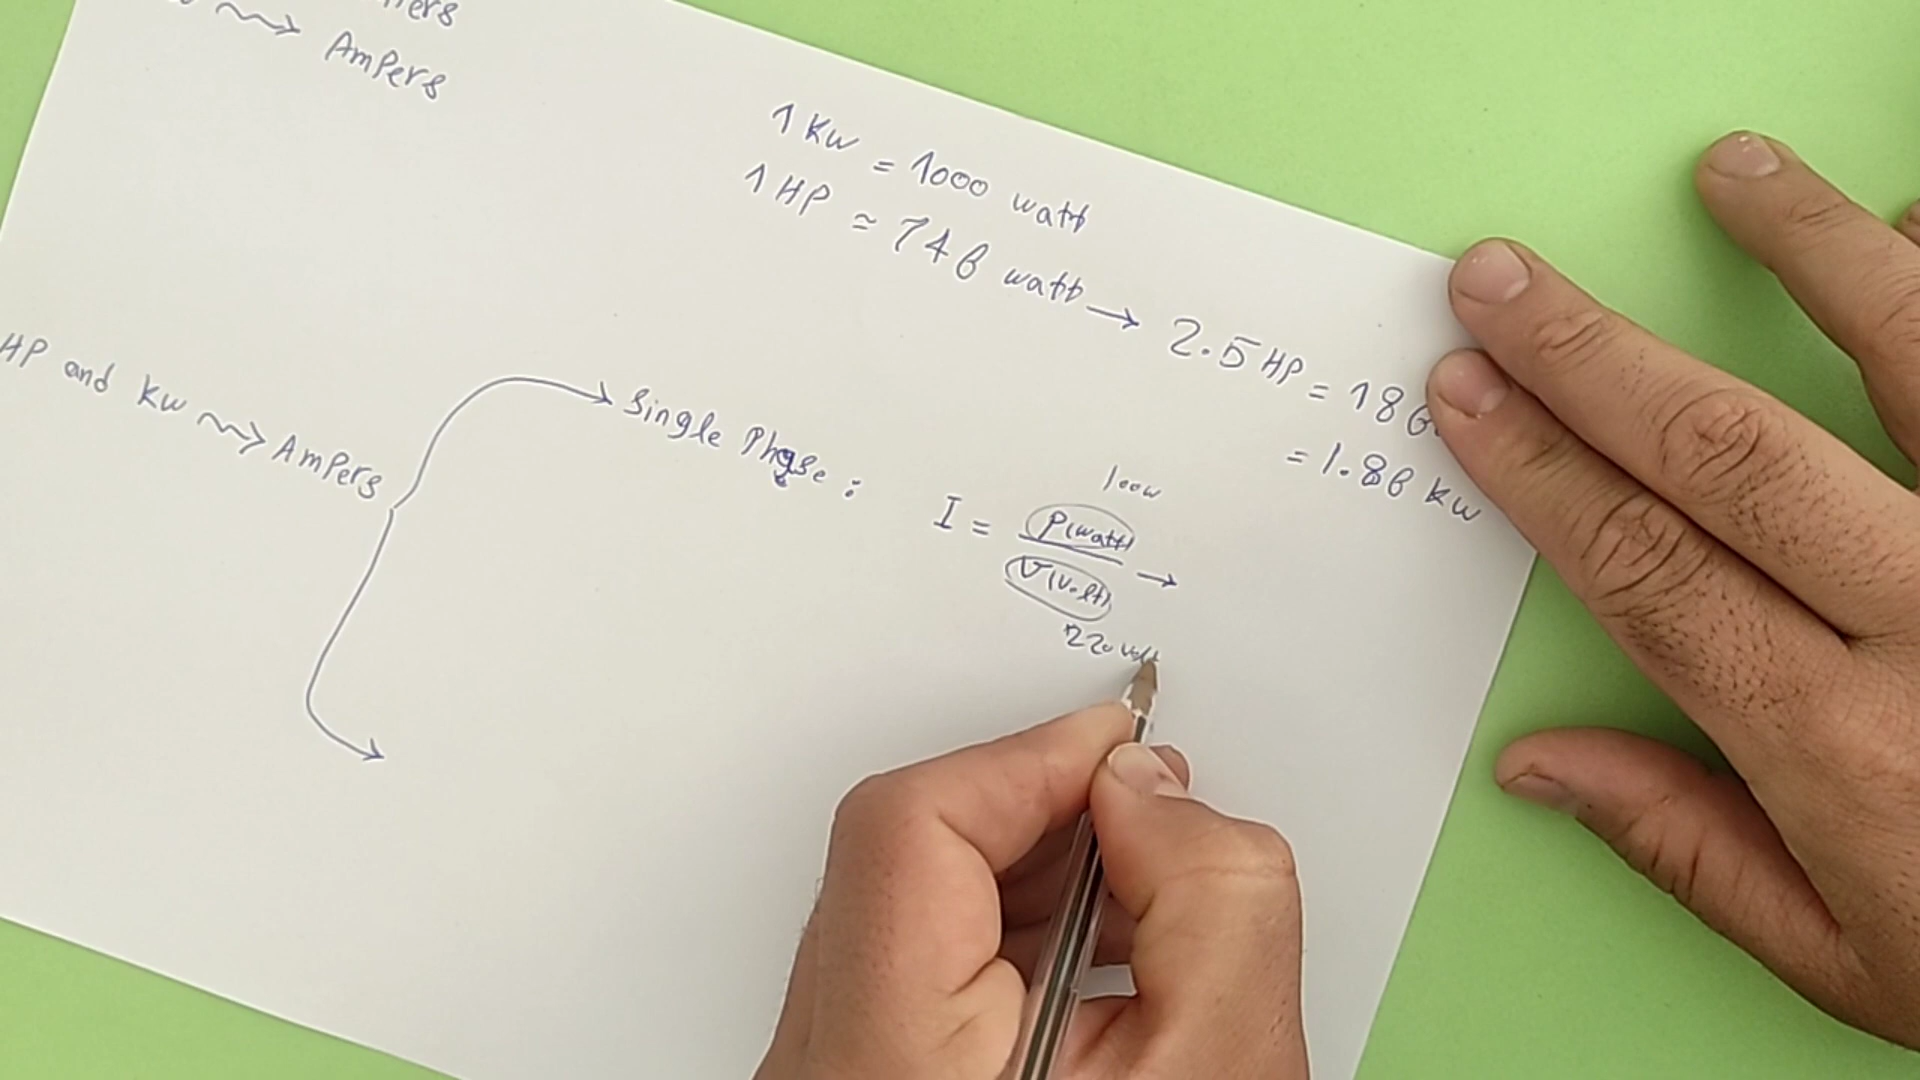 Ampers
1 Kw = 1000 watt
1 HP ≃ 746 watt → 2.5 HP = 186
= 1.86 Kw
HP and Kw ⇝ Ampers
Single Phase :
100w
I = P(watt) / V(Volt) →
220 volt